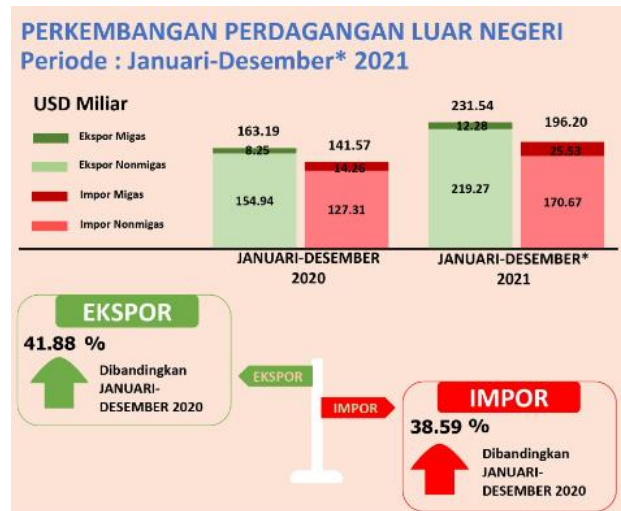 PERKEMBANGAN PERDAGANGAN LUAR NEGERI
Periode : Januari-Desember* 2021
USD Miliar
Ekspor Migas
Ekspor Nonmigas
Impor Migas
Impor Nonmigas
163.19
8.25
154.94
141.57
14.26
127.31
231.54
12.28
219.27
196.20
25.53
170.67
JANUARI-DESEMBER
2020
JANUARI-DESEMBER*
2021
EKSPOR
41.88 %
Dibandingkan
JANUARI-
DESEMBER 2020
EKSPOR
IMPOR
IMPOR
38.59 %
Dibandingkan
JANUARI-
DESEMBER 2020